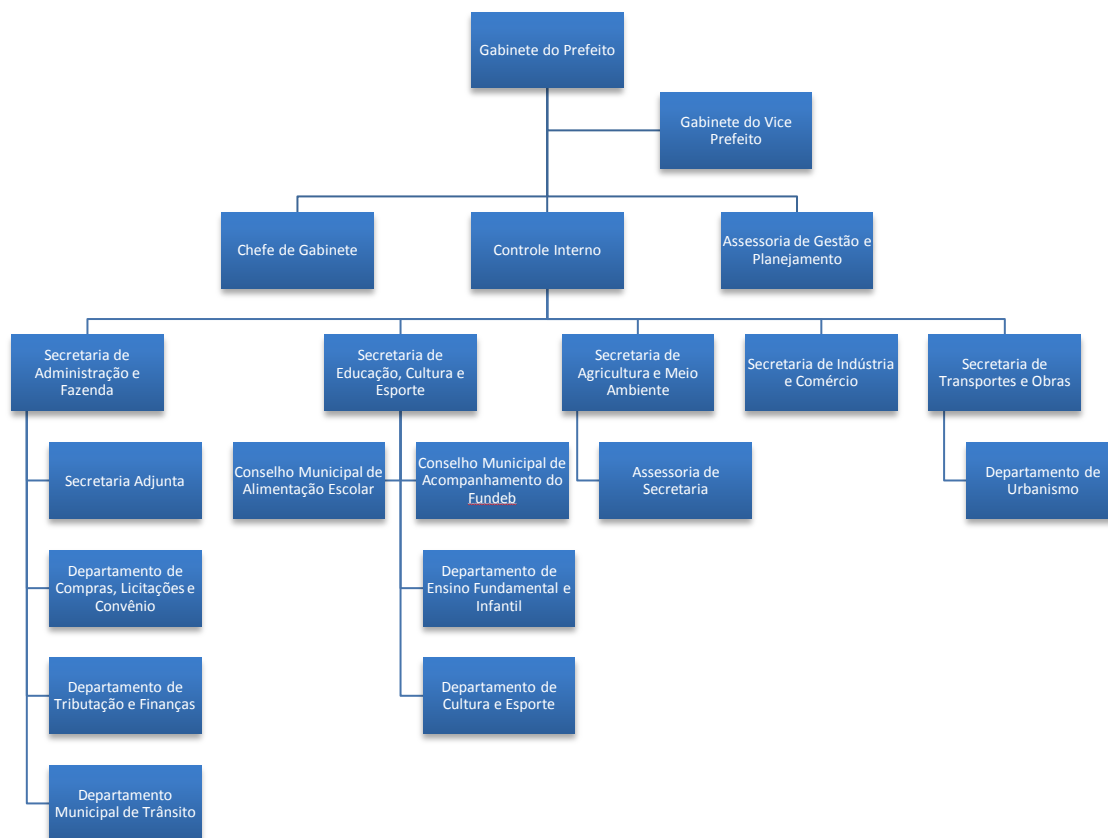 Gabinete do Prefeito
Gabinete do Vice
Prefeito
Chefe de Gabinete
Controle Interno
Assessoria de Gestão e
Planejamento
Secretaria de
Administração e
Fazenda
Secretaria de
Educação, Cultura e
Esporte
Secretaria de
Agricultura e Meio
Ambiente
Secretaria de Indústria
e Comércio
Secretaria de
Transportes e Obras
Secretaria Adjunta
Conselho Municipal de
Alimentação Escolar
Conselho Municipal de
Acompanhamento do
Fundeb
Assessoria de
Secretaria
Departamento de
Urbanismo
Departamento de
Compras, Licitações e
Convênio
Departamento de
Ensino Fundamental e
Infantil
Departamento de
Tributação e Finanças
Departamento de
Cultura e Esporte
Departamento
Municipal de Trânsito